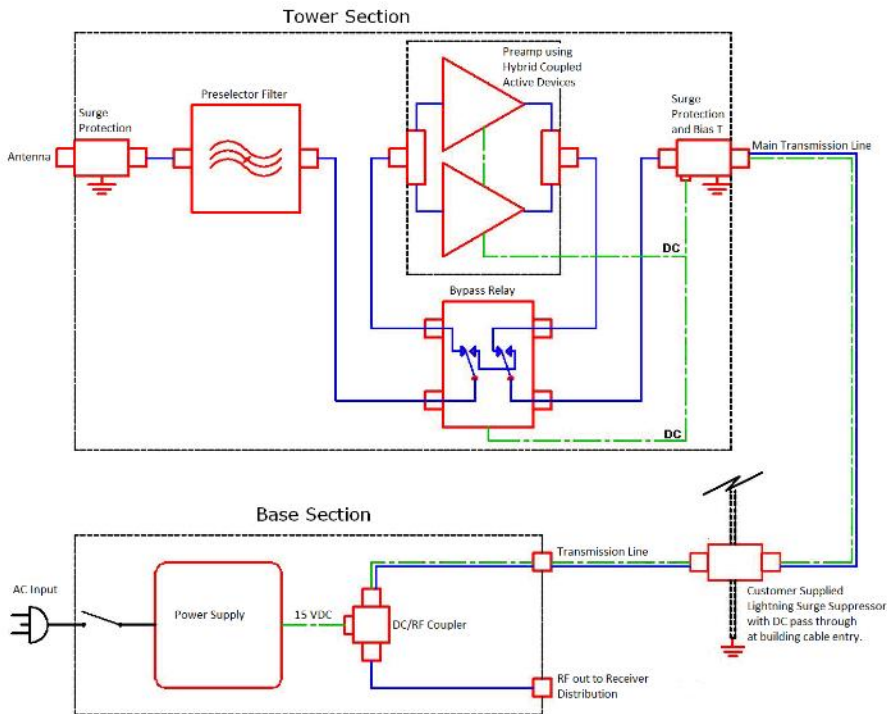 Tower Section
Preamp using
Hybrid Coupled
Active Devices
Surge
Protection
Preselector Filter
Surge
Protection
and Bias T
Antenna
Main Transmission Line
DC
Bypass Relay
DC
Base Section
Transmission Line
AC Input
Power Supply
15 VDC
DC/RF Coupler
Customer Supplied
Lightning Surge Suppressor
with DC pass through
at building cable entry.
RF out to Receiver
Distribution